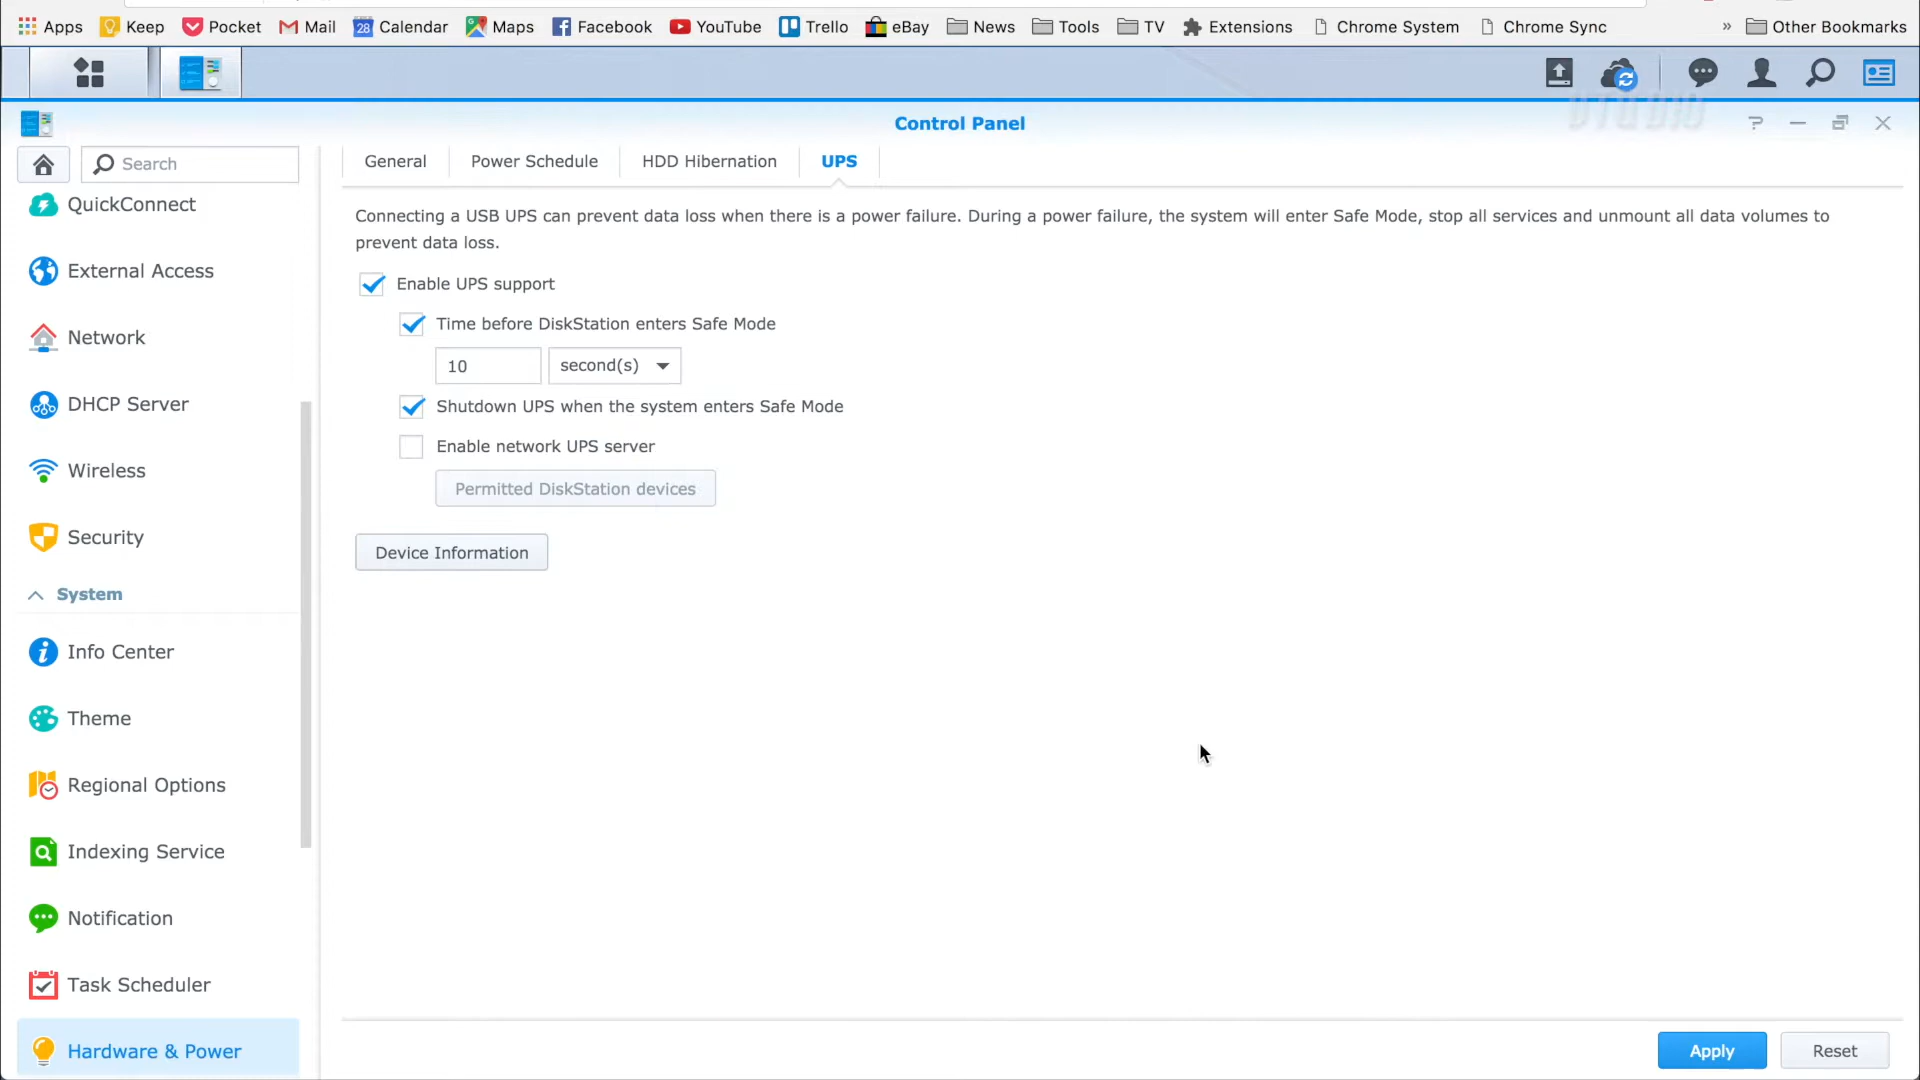 Apps Keep Pocket Mail 28 Calendar Maps Facebook YouTube Trello eBay News Tools TV Extensions Chrome System Chrome Sync » Other Bookmarks
Control Panel
Search
General Power Schedule HDD Hibernation UPS
QuickConnect
External Access
Network
DHCP Server
Wireless
Security
System
Info Center
Theme
Regional Options
Indexing Service
Notification
Task Scheduler
Hardware & Power
Connecting a USB UPS can prevent data loss when there is a power failure. During a power failure, the system will enter Safe Mode, stop all services and unmount all data volumes to
prevent data loss.
Enable UPS support
Time before DiskStation enters Safe Mode
10 second(s)
Shutdown UPS when the system enters Safe Mode
Enable network UPS server
Permitted DiskStation devices
Device Information
Apply Reset